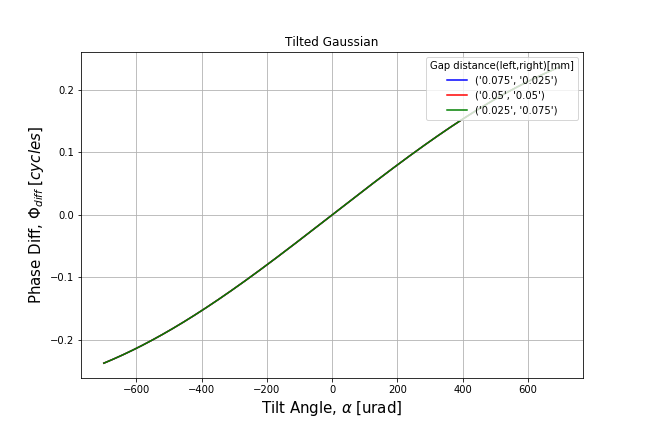 Tilted Gaussian
Gap distance(left,right)[mm]
('0.075', '0.025')
('0.05', '0.05')
('0.025', '0.075')
0.2
0.1
0.0
−0.1
−0.2
Phase Diff, Φdiff [cycles]
−600 −400 −200 0 200 400 600
Tilt Angle, α [urad]